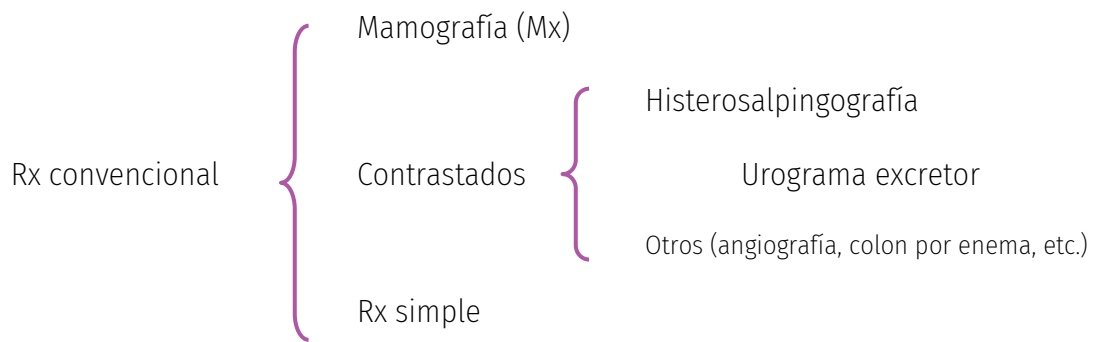 Mamografía (Mx)
Histerosalpingografía
Rx convencional
Contrastados
Urograma excretor
Otros (angiografía, colon por enema, etc.)
Rx simple